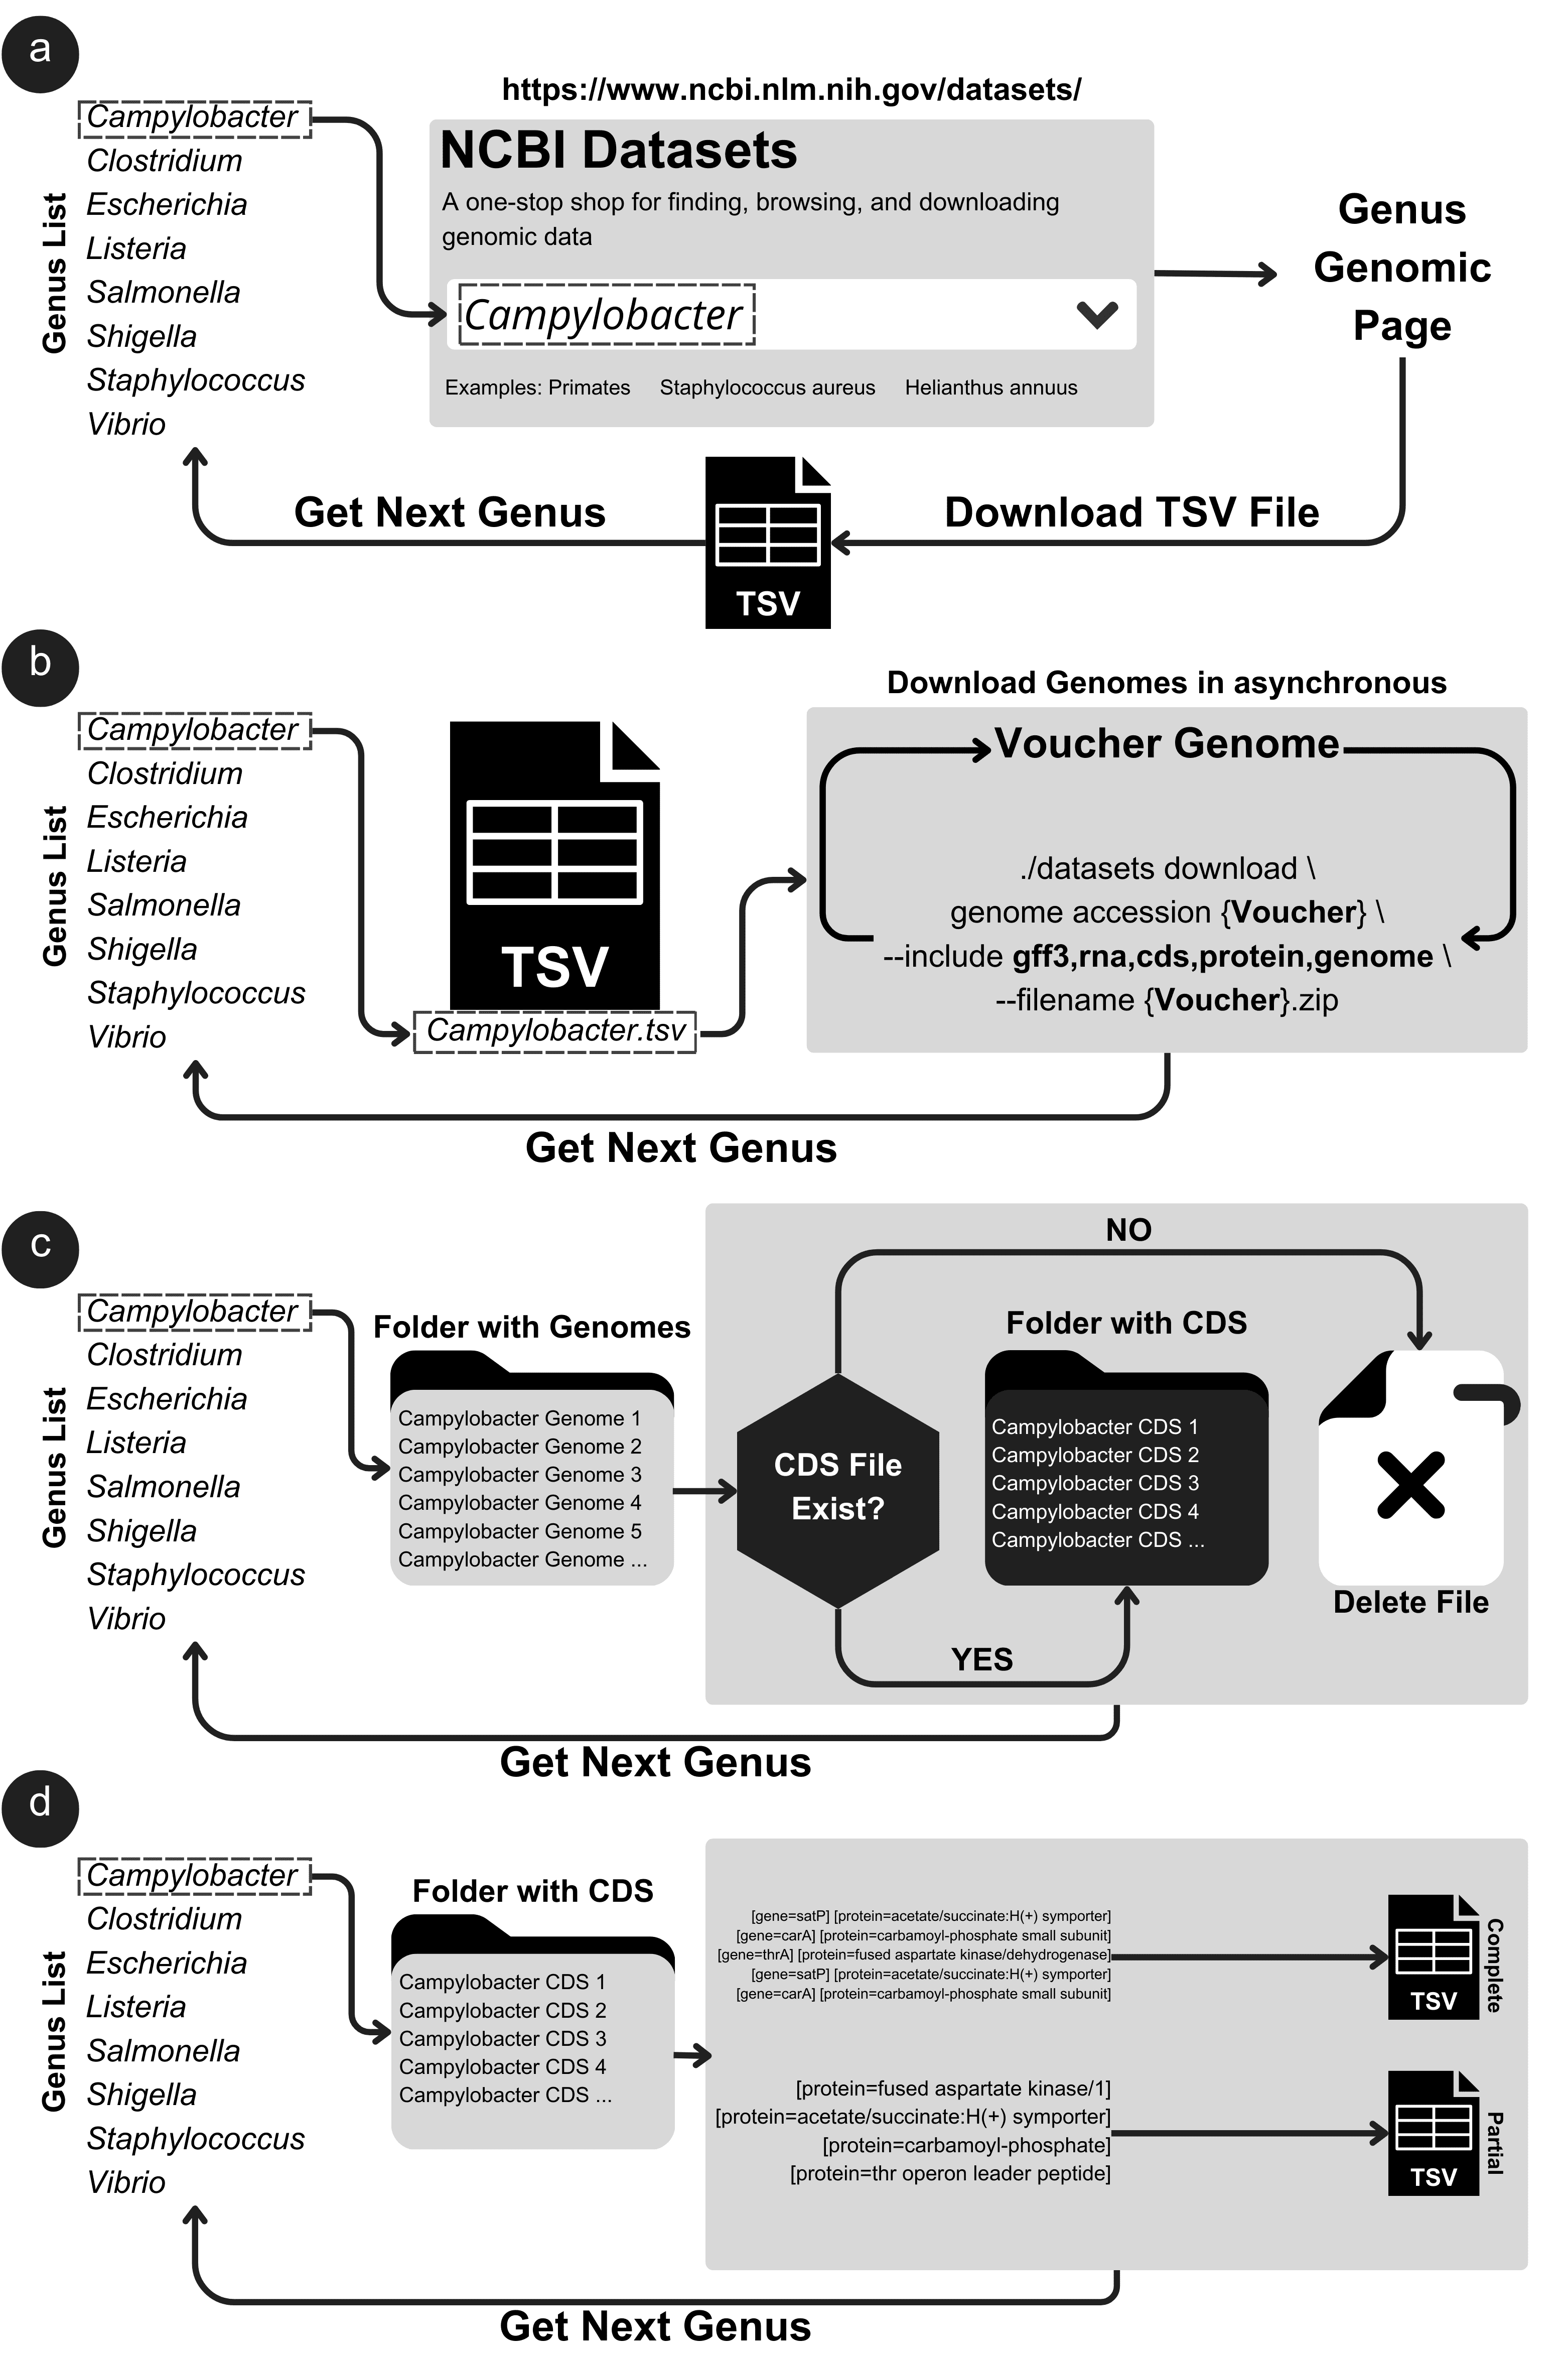 a
https://www.ncbi.nlm.nih.gov/datasets/
Genus List
Campylobacter
Clostridium
Escherichia
Listeria
Salmonella
Shigella
Staphylococcus
Vibrio
NCBI Datasets
A one-stop shop for finding, browsing, and downloading
genomic data
Campylobacter
Examples: Primates Staphylococcus aureus Helianthus annuus
Genus
Genomic
Page
Get Next Genus
TSV
Download TSV File
b
Genus List
Campylobacter
Clostridium
Escherichia
Listeria
Salmonella
Shigella
Staphylococcus
Vibrio
TSV
Campylobacter.tsv
Download Genomes in asynchronous
Voucher Genome
./datasets download \
genome accession {Voucher} \
--include gff3,rna,cds,protein,genome \
--filename {Voucher}.zip
Get Next Genus
c
Genus List
Campylobacter
Clostridium
Escherichia
Listeria
Salmonella
Shigella
Staphylococcus
Vibrio
Folder with Genomes
Campylobacter Genome 1
Campylobacter Genome 2
Campylobacter Genome 3
Campylobacter Genome 4
Campylobacter Genome 5
Campylobacter Genome ...
NO
CDS File
Exist?
YES
Folder with CDS
Campylobacter CDS 1
Campylobacter CDS 2
Campylobacter CDS 3
Campylobacter CDS 4
Campylobacter CDS ...
Delete File
Get Next Genus
d
Genus List
Campylobacter
Clostridium
Escherichia
Listeria
Salmonella
Shigella
Staphylococcus
Vibrio
Folder with CDS
Campylobacter CDS 1
Campylobacter CDS 2
Campylobacter CDS 3
Campylobacter CDS 4
Campylobacter CDS ...
[gene=satP] [protein=acetate/succinate:H(+) symporter]
[gene=carA] [protein=carbamoyl-phosphate small subunit]
[gene=thrA] [protein=fused aspartate kinase/dehydrogenase]
[gene=satP] [protein=acetate/succinate:H(+) symporter]
[gene=carA] [protein=carbamoyl-phosphate small subunit]
TSV
Complete
[protein=fused aspartate kinase/1]
[protein=acetate/succinate:H(+) symporter]
[protein=carbamoyl-phosphate]
[protein=thr operon leader peptide]
TSV
Partial
Get Next Genus